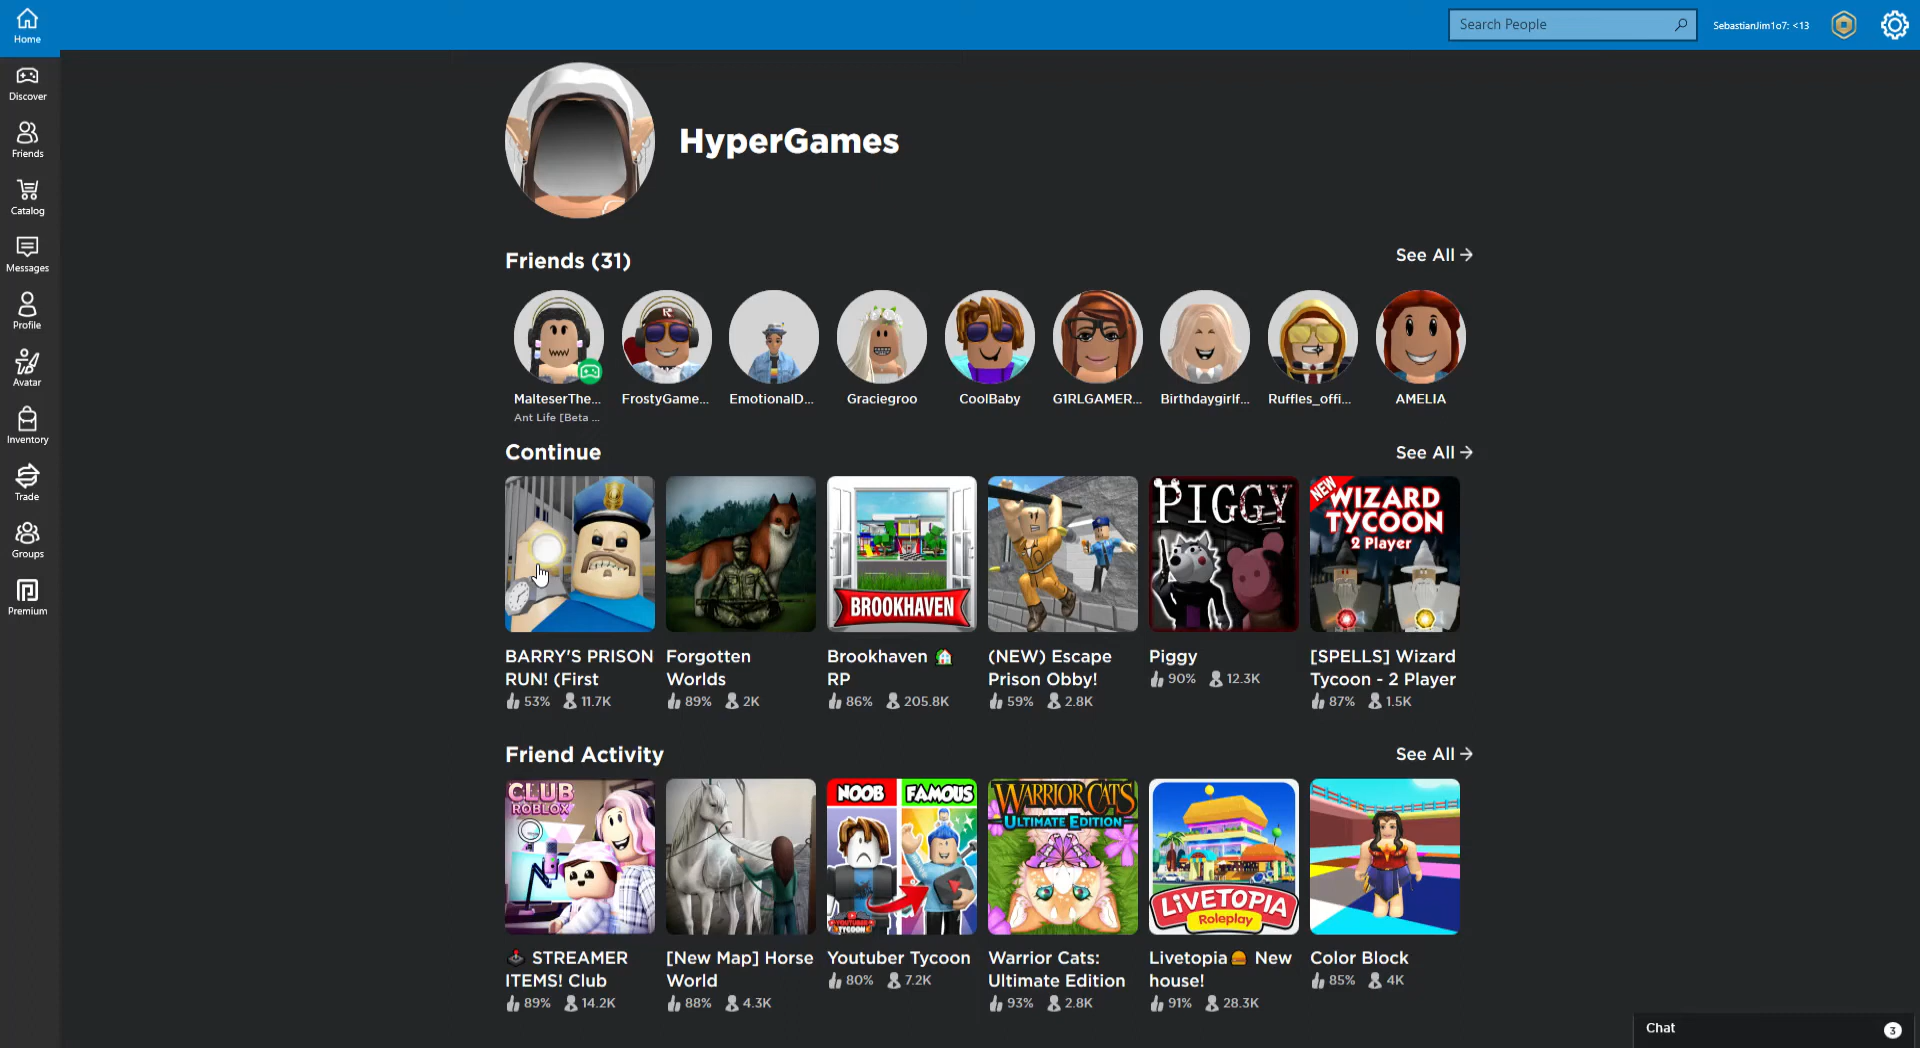 Home
Search People
SebastianJim1o7: <13
Discover
Friends
Catalog
Messages
Profile
Avatar
Inventory
Trade
Groups
Premium
HyperGames
Friends (31)
See All →
MalteserThe...
Ant Life [Beta ...
FrostyGame...
EmotionalD...
Graciegroo
CoolBaby
G1RLGAMER...
Birthdaygirlf...
Ruffles_offi...
AMELIA
Continue
See All →
BROOKHAVEN
PIGGY
NEW
WIZARD
TYCOON
2 Player
BARRY'S PRISON
RUN! (First
53% 11.7K
Forgotten
Worlds
89% 2K
Brookhaven 🏡
RP
86% 205.8K
(NEW) Escape
Prison Obby!
59% 2.8K
Piggy
90% 12.3K
[SPELLS] Wizard
Tycoon - 2 Player
87% 1.5K
Friend Activity
See All →
CLUB
ROBLOX
NOOB
FAMOUS
YOUTUBER
TYCOON
WARRIOR CATS
ULTIMATE EDITION
LiVETOPIA
Roleplay
🕹️ STREAMER
ITEMS! Club
89% 14.2K
[New Map] Horse
World
88% 4.3K
Youtuber Tycoon
80% 7.2K
Warrior Cats:
Ultimate Edition
93% 2.8K
Livetopia🍔 New
house!
91% 28.3K
Color Block
85% 4K
Chat
3